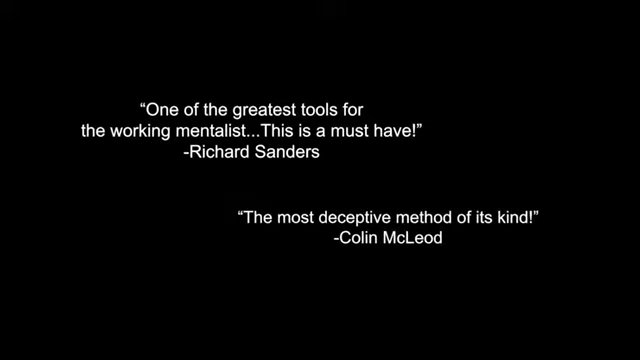 “One of the greatest tools for
the working mentalist...This is a must have!”
-Richard Sanders
“The most deceptive method of its kind!”
-Colin McLeod